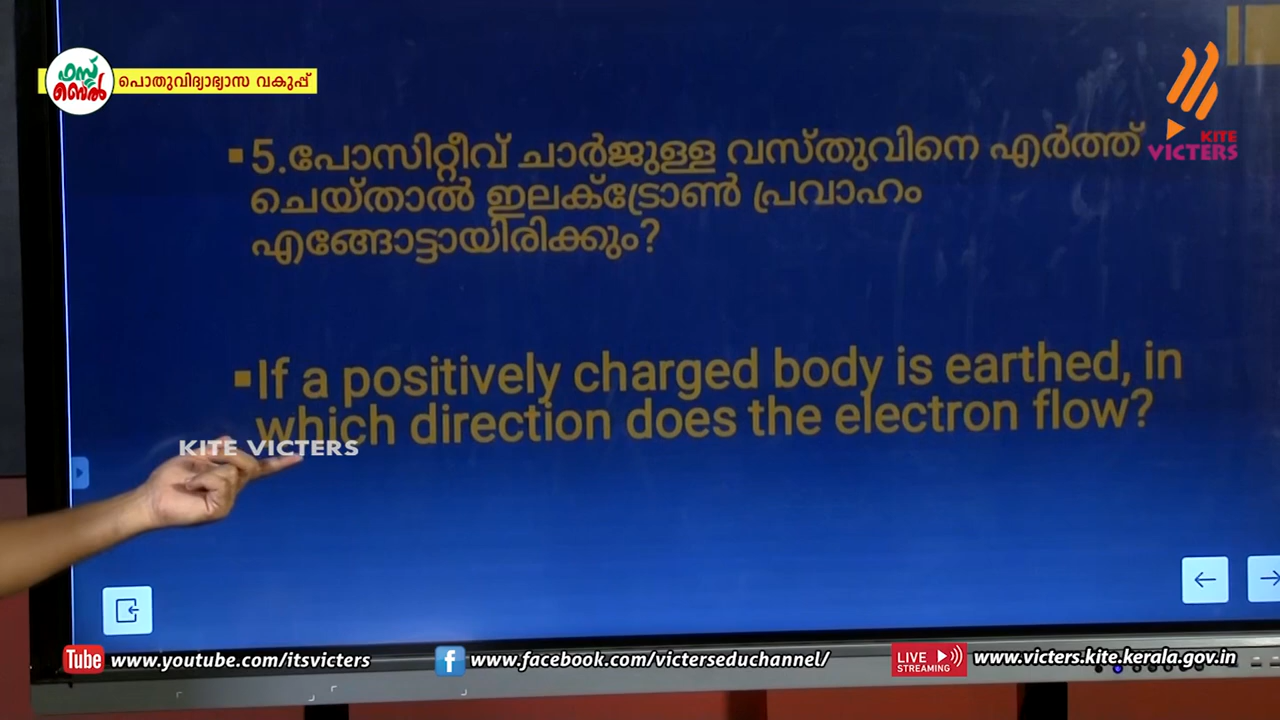 ഫസ്റ്റ്
ബെൽ
പൊതുവിദ്യാഭ്യാസ വകുപ്പ്
KITE
VICTERS
▪5.പോസിറ്റീവ് ചാർജുള്ള വസ്തുവിനെ എർത്ത്
ചെയ്താൽ ഇലക്ട്രോൺ പ്രവാഹം
എങ്ങോട്ടായിരിക്കും?
▪If a positively charged body is earthed, in
which direction does the electron flow?
KITE VICTERS
Tube www.youtube.com/itsvicters
f www.facebook.com/victerseduchannel/
LIVE
STREAMING
www.victers.kite.kerala.gov.in